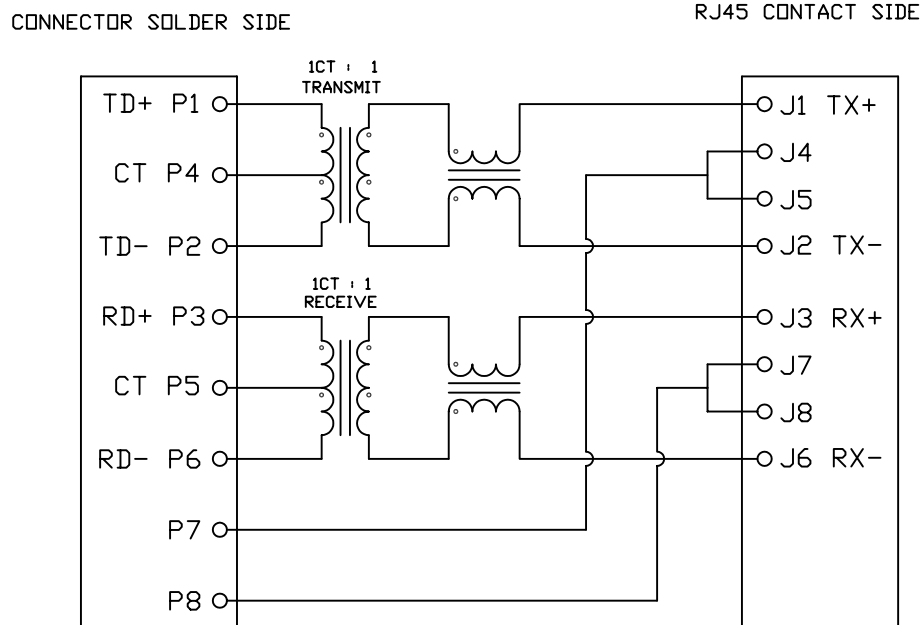 CONNECTOR SOLDER SIDE
RJ45 CONTACT SIDE
1CT : 1
TRANSMIT
TD+ P1
J1 TX+
J4
CT P4
J5
TD- P2
J2 TX-
1CT : 1
RECEIVE
RD+ P3
J3 RX+
J7
CT P5
J8
RD- P6
J6 RX-
P7
P8